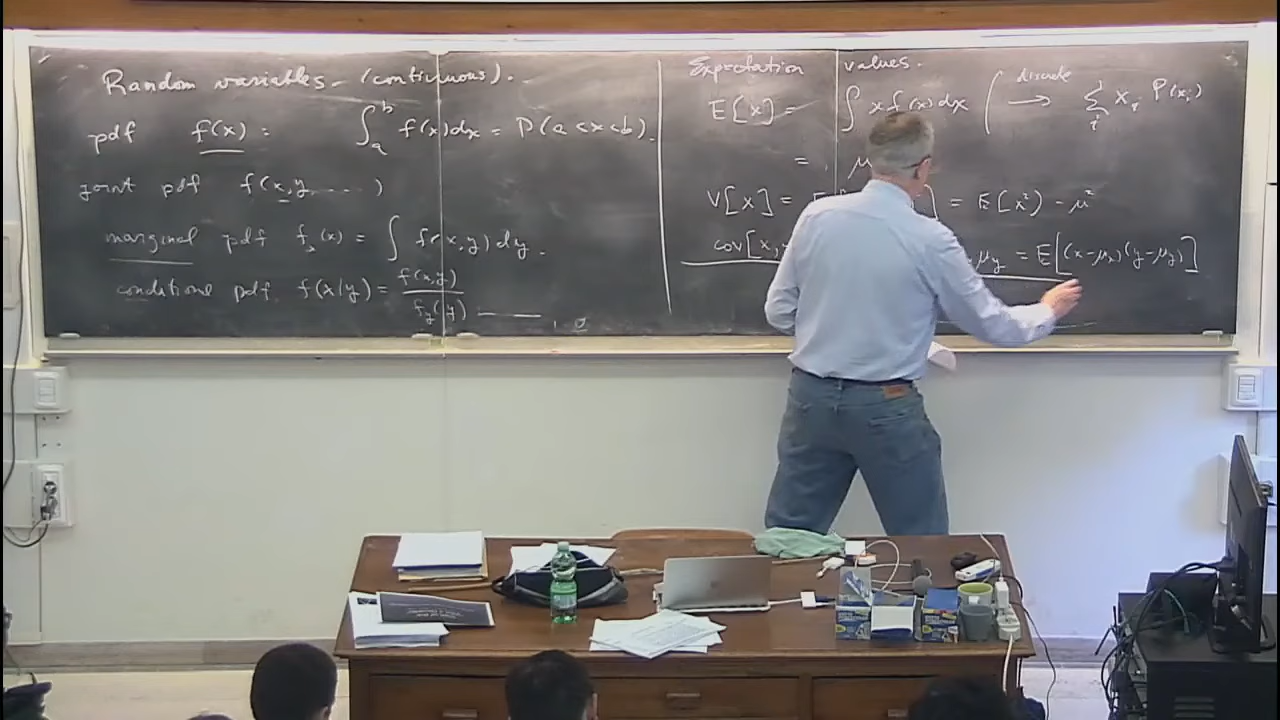 Random variables - (continuous).
pdf f(x) : ∫_a^b f(x)dx = P(a<x<b).
joint pdf f(x,y, ....)
marginal pdf f_x(x) = ∫ f(x,y) dy.
conditional pdf. f(x|y) = f(x,y) / f_y(y)
Expectation values.
E[x] = ∫ x f(x) dx ( discrete → Σ_i x_i P(x_i)
= μ
V[x] = E[x²] - μ²
cov[x, μ_y = E[(x-μ_x)(y-μ_y)]